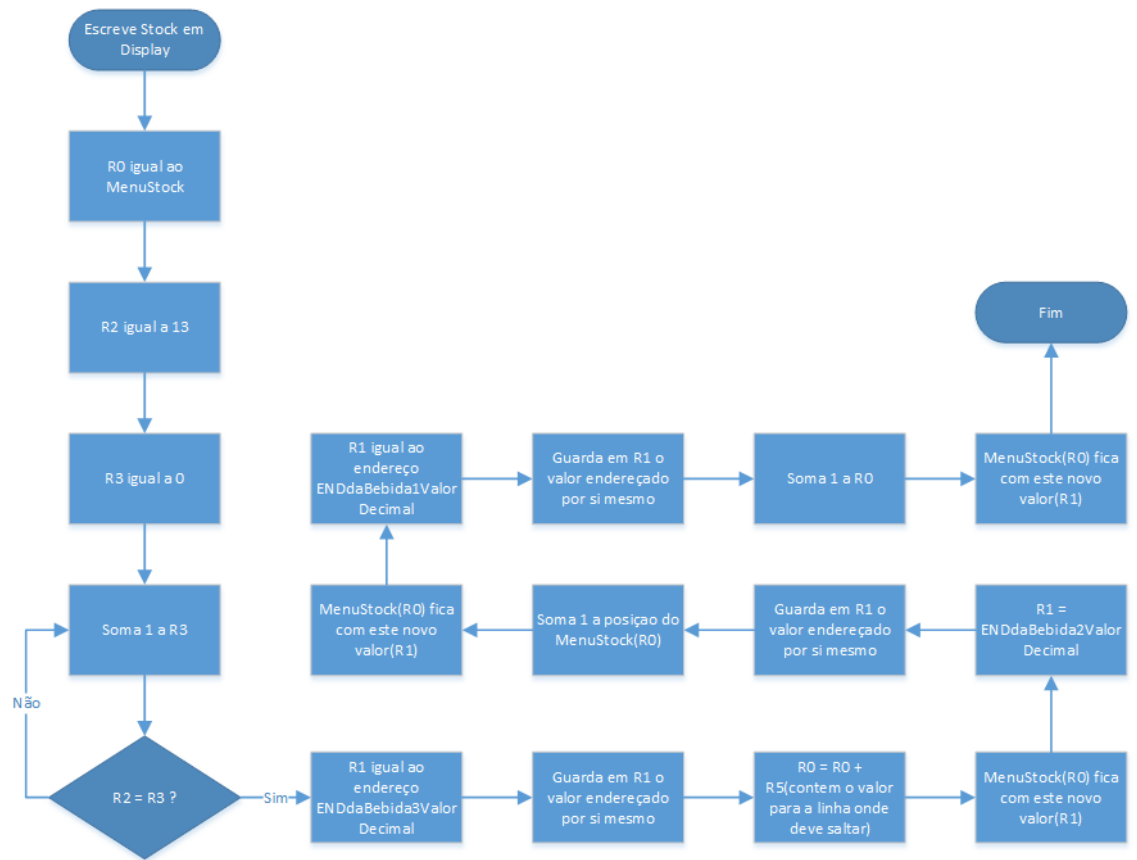 Escreve Stock em
Display
R0 igual ao
MenuStock
R2 igual a 13
R3 igual a 0
Soma 1 a R3
Não
R2 = R3 ?
Sim
R1 igual ao
endereço
ENDdaBebida3Valor
Decimal
Guarda em R1 o
valor endereçado
por si mesmo
R0 = R0 +
R5(contem o valor
para a linha onde
deve saltar)
MenuStock(R0) fica
com este novo
valor(R1)
R1 =
ENDdaBebida2Valor
Decimal
Guarda em R1 o
valor endereçado
por si mesmo
Soma 1 a posiçao do
MenuStock(R0)
MenuStock(R0) fica
com este novo
valor(R1)
R1 igual ao
endereço
ENDdaBebida1Valor
Decimal
Guarda em R1 o
valor endereçado
por si mesmo
Soma 1 a R0
MenuStock(R0) fica
com este novo
valor(R1)
Fim